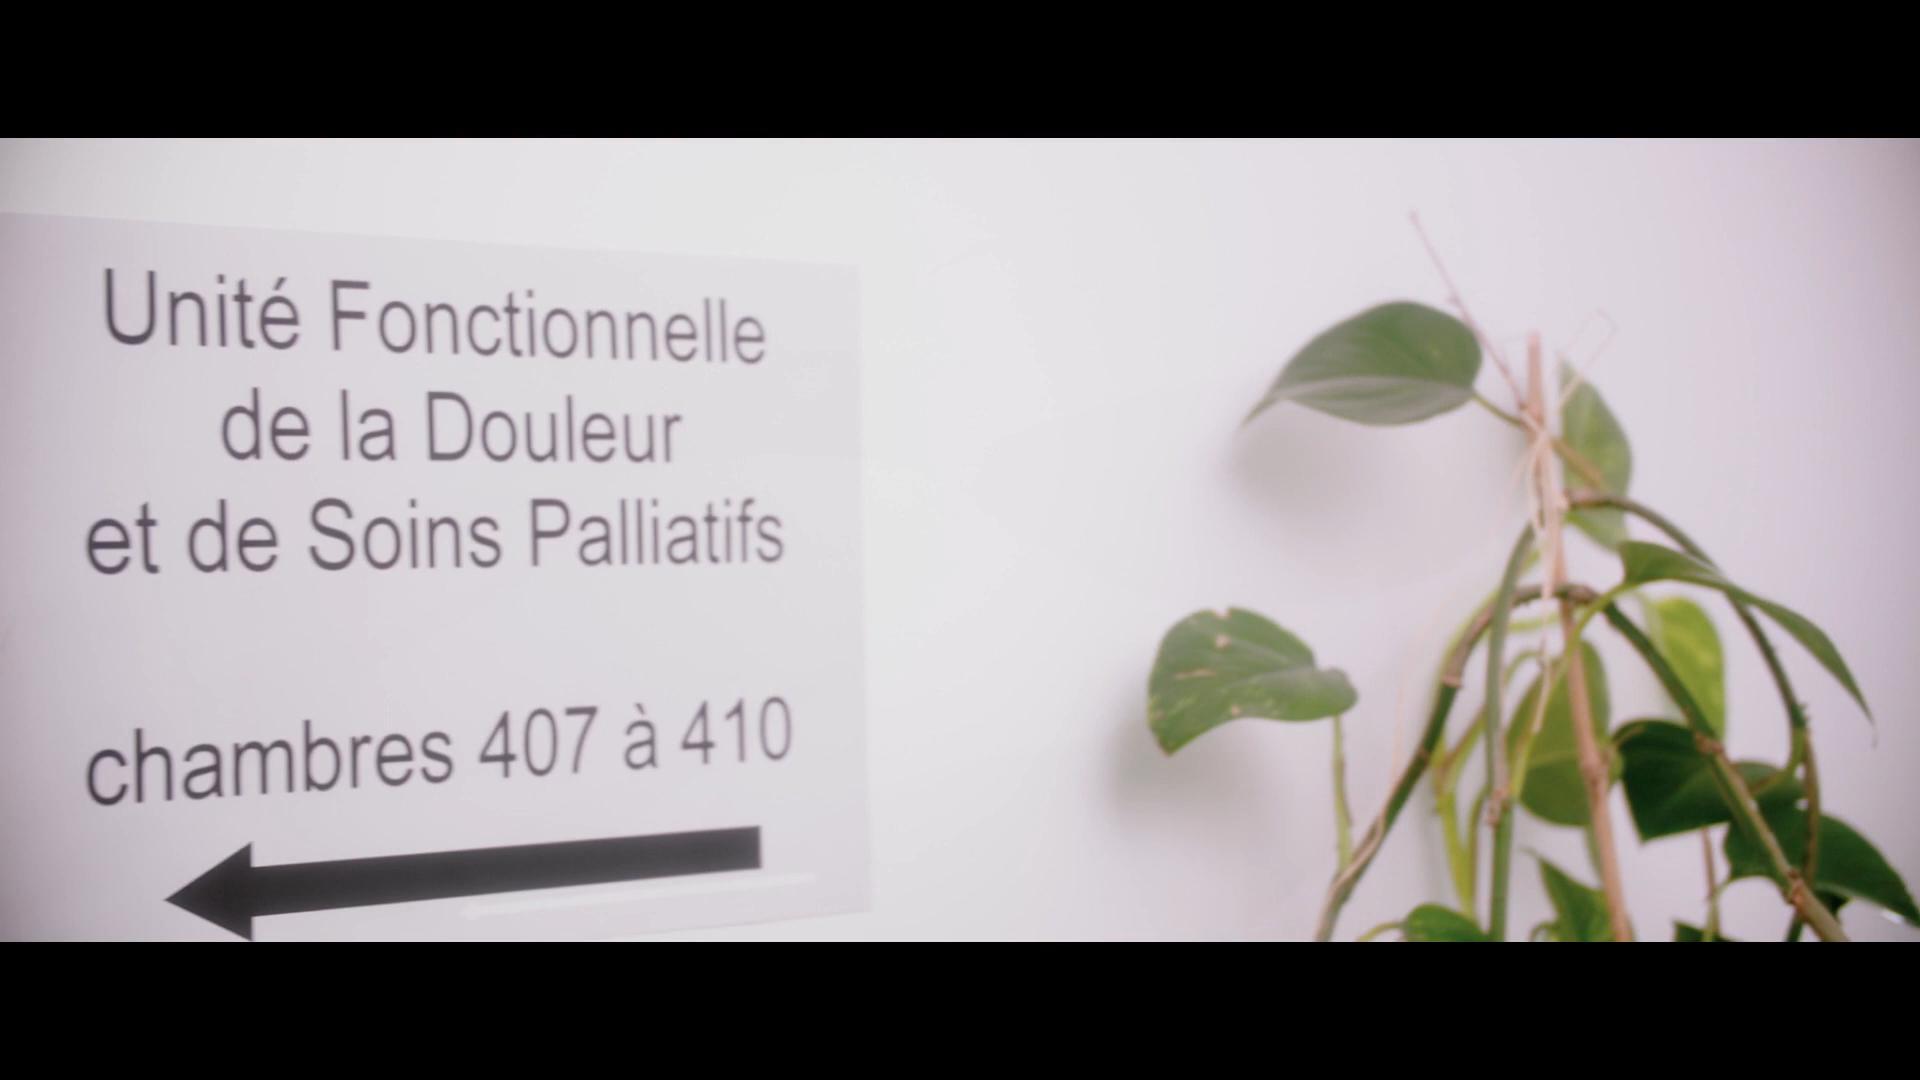 Unité Fonctionnelle
de la Douleur
et de Soins Palliatifs
chambres 407 à 410